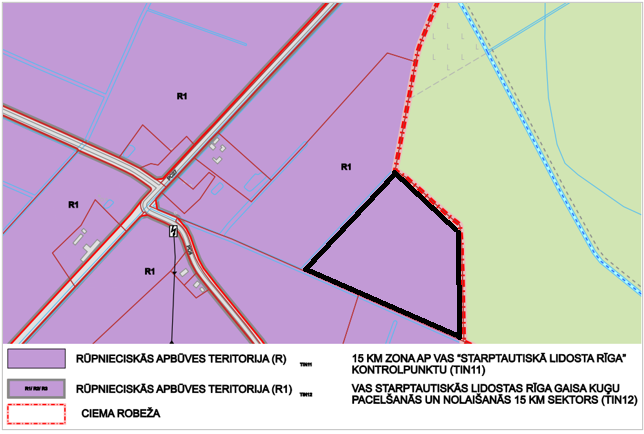 R1
R1
R1
R1
RŪPNIECISKĀS APBŪVES TERITORIJA (R)
TIN11
15 KM ZONA AP VAS "STARPTAUTISKĀ LIDOSTA RĪGA"
KONTROLPUNKTU (TIN11)
RŪPNIECISKĀS APBŪVES TERITORIJA (R1)
TIN12
VAS STARPTAUTISKĀS LIDOSTAS RĪGA GAISA KUĢU
PACELŠANĀS UN NOLAIŠANĀS 15 KM SEKTORS (TIN12)
CIEMA ROBEŽA